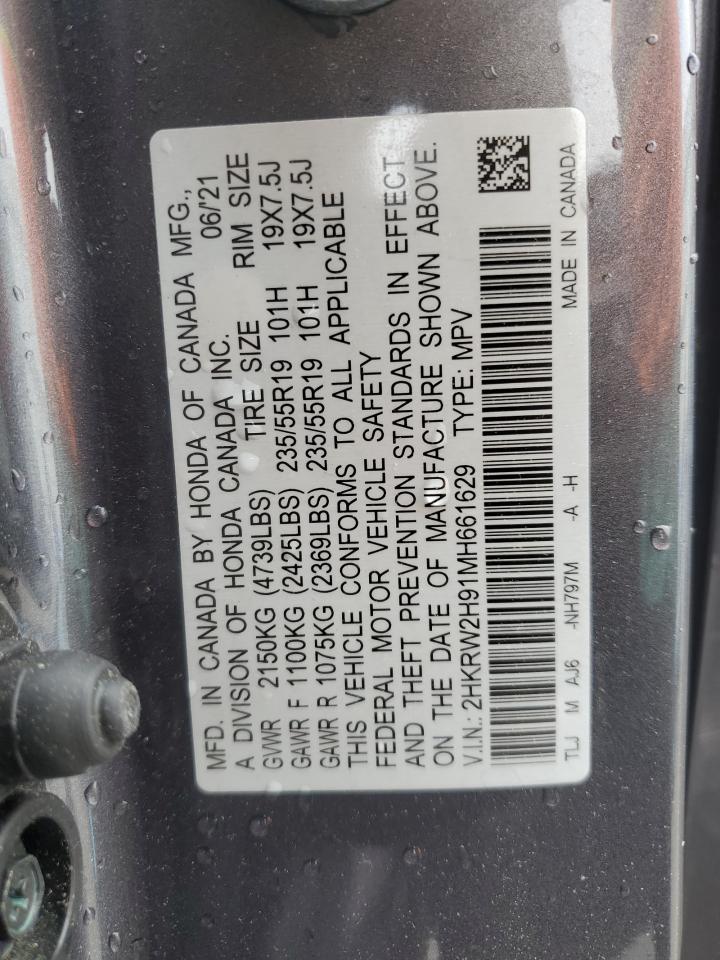 MFD. IN CANADA BY HONDA OF CANADA MFG.,
A DIVISION OF HONDA CANADA INC. 06/'21
GVWR 2150KG (4739LBS) TIRE SIZE RIM SIZE
GAWR F 1100KG (2425LBS) 235/55R19 101H 19X7.5J
GAWR R 1075KG (2369LBS) 235/55R19 101H 19X7.5J
THIS VEHICLE CONFORMS TO ALL APPLICABLE
FEDERAL MOTOR VEHICLE SAFETY
AND THEFT PREVENTION STANDARDS IN EFFECT
ON THE DATE OF MANUFACTURE SHOWN ABOVE.
V.I.N.: 2HKRW2H91MH661629 TYPE: MPV
TLJ M AJ6 -NH797M -A -H MADE IN CANADA